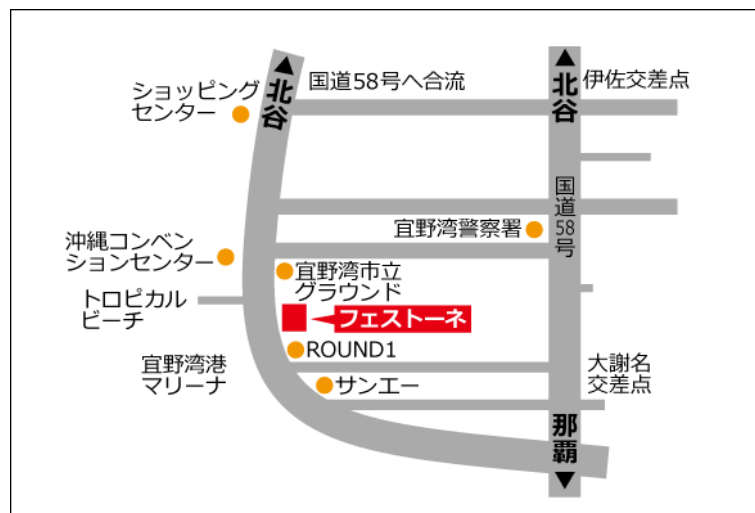 ▲北谷
国道58号へ合流
▲北谷
伊佐交差点
ショッピング
センター
国道58号
宜野湾警察署
沖縄コンベン
ションセンター
宜野湾市立
グラウンド
トロピカル
ビーチ
フェストーネ
ROUND1
宜野湾港
マリーナ
サンエー
大謝名
交差点
那覇▼